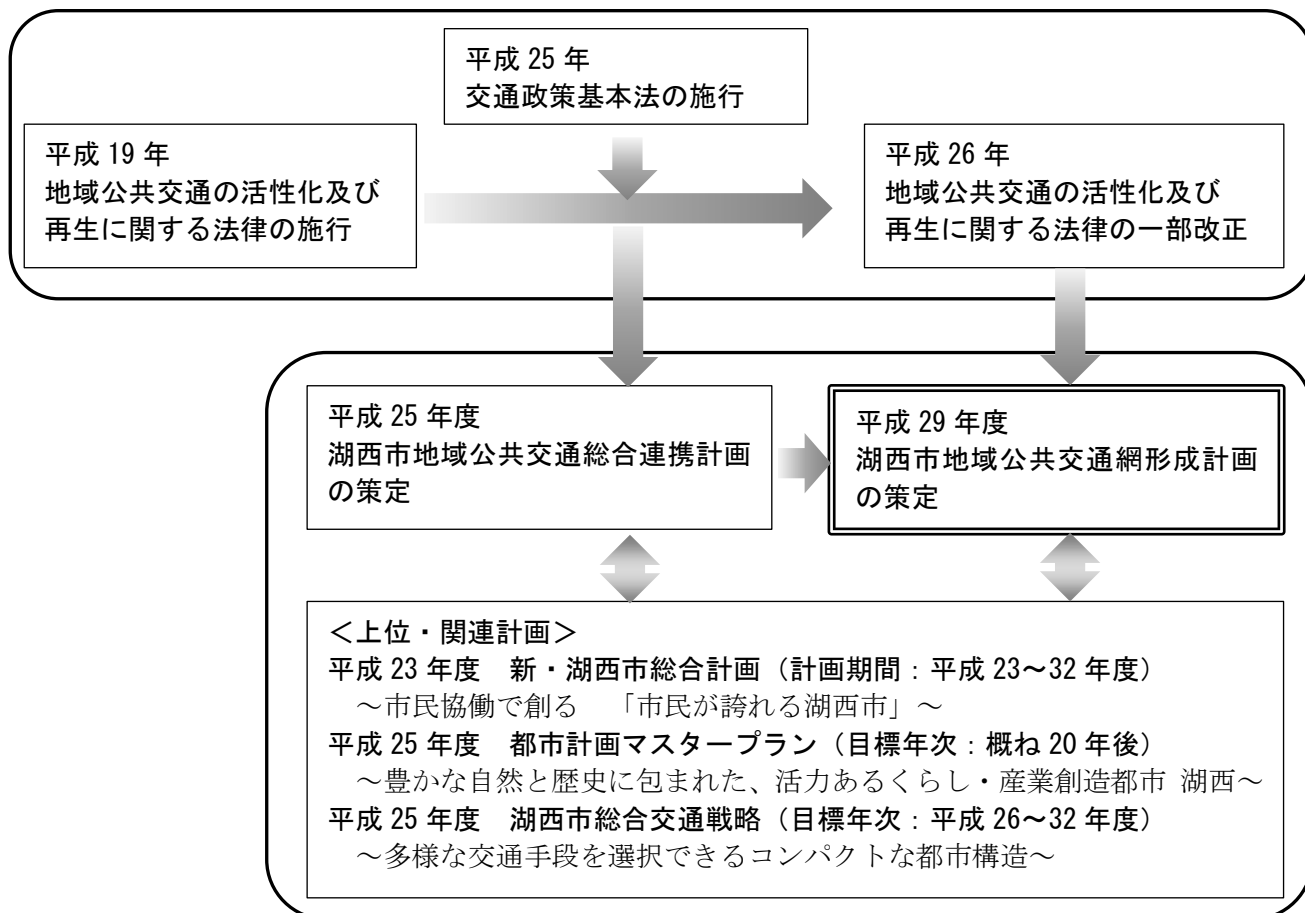 平成 25 年
交通政策基本法の施行
平成 19 年
地域公共交通の活性化及び
再生に関する法律の施行
平成 26 年
地域公共交通の活性化及び
再生に関する法律の一部改正
平成 25 年度
湖西市地域公共交通総合連携計画
の策定
平成 29 年度
湖西市地域公共交通網形成計画
の策定
＜上位・関連計画＞
平成 23 年度　新・湖西市総合計画（計画期間：平成 23～32 年度）
～市民協働で創る　「市民が誇れる湖西市」～
平成 25 年度　都市計画マスタープラン（目標年次：概ね 20 年後）
～豊かな自然と歴史に包まれた、活力あるくらし・産業創造都市 湖西～
平成 25 年度　湖西市総合交通戦略（目標年次：平成 26～32 年度）
～多様な交通手段を選択できるコンパクトな都市構造～